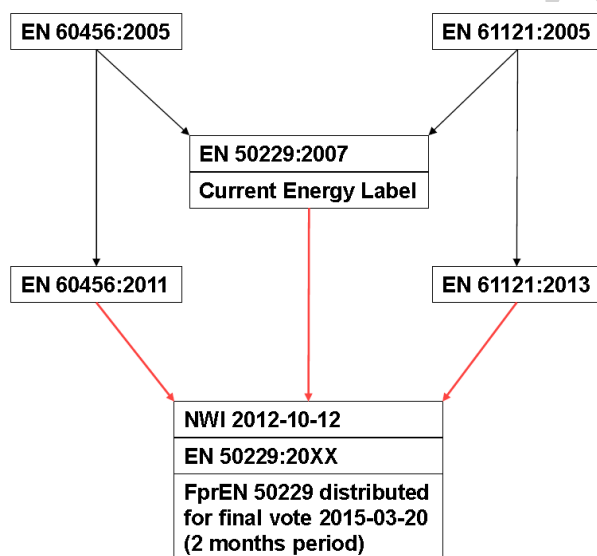 EN 60456:2005
EN 61121:2005
EN 50229:2007
Current Energy Label
EN 60456:2011
EN 61121:2013
NWI 2012-10-12
EN 50229:20XX
FprEN 50229 distributed
for final vote 2015-03-20
(2 months period)